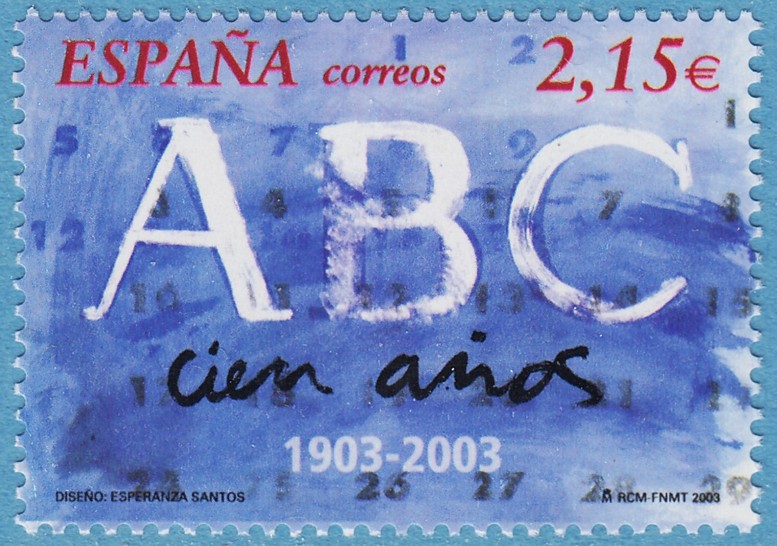 ESPAÑA correos 2,15€
ABC
cien años
1903-2003
DISEÑO: ESPERANZA SANTOS RCM-FNMT 2003